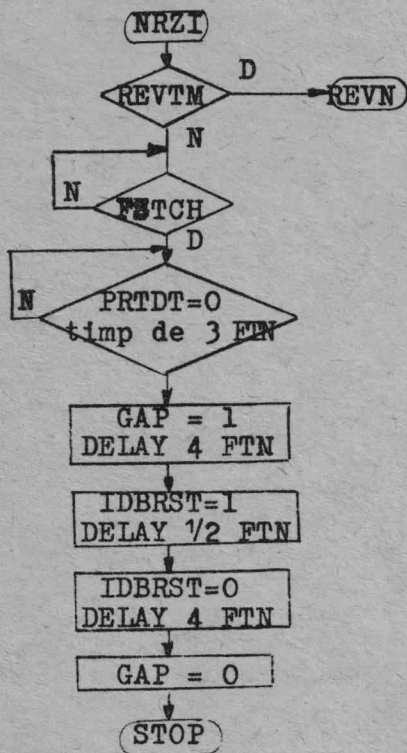 NRZI
D
REVTM
REVN
N
N
FETCH
D
N
PRTDT=0
timp de 3 FTN
GAP = 1
DELAY 4 FTN
IDBRST=1
DELAY 1/2 FTN
IDBRST=0
DELAY 4 FTN
GAP = 0
STOP